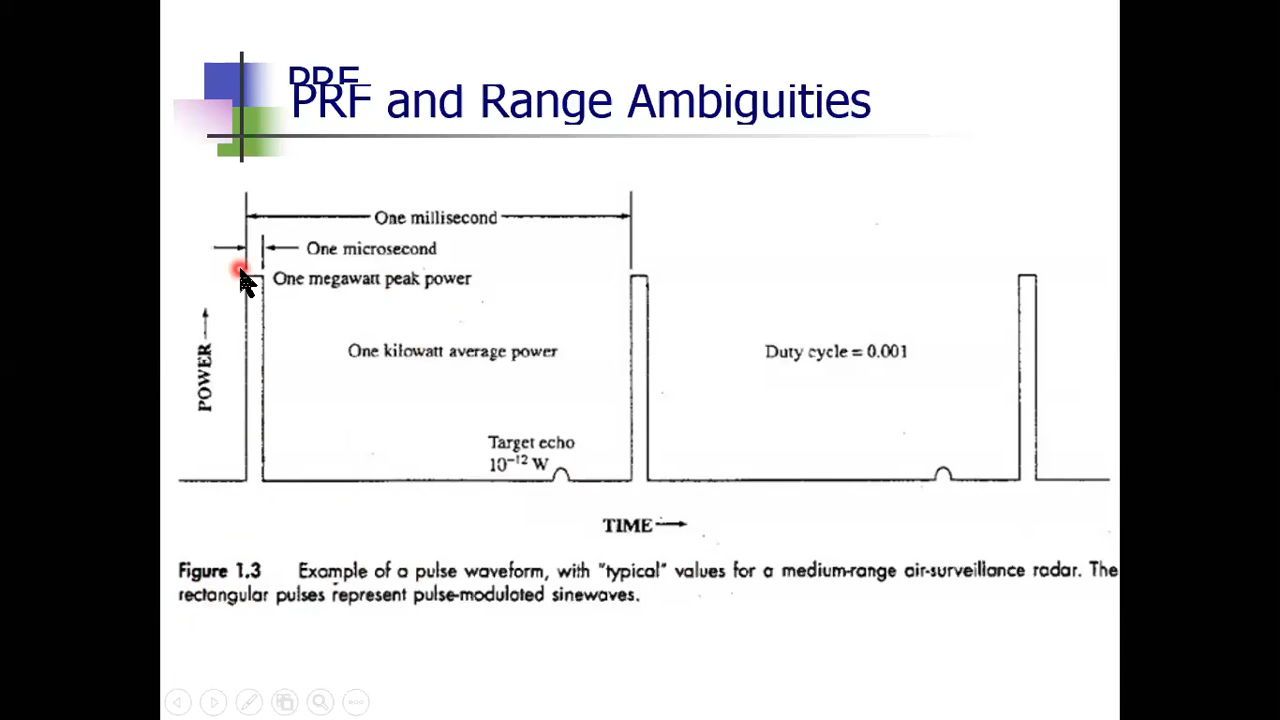 PRF
PRF and Range Ambiguities
One millisecond
One microsecond
One megawatt peak power
One kilowatt average power
Duty cycle = 0.001
POWER
Target echo
10⁻¹² W
TIME
Figure 1.3 Example of a pulse waveform, with "typical" values for a medium-range air-surveillance radar. The
rectangular pulses represent pulse-modulated sinewaves.